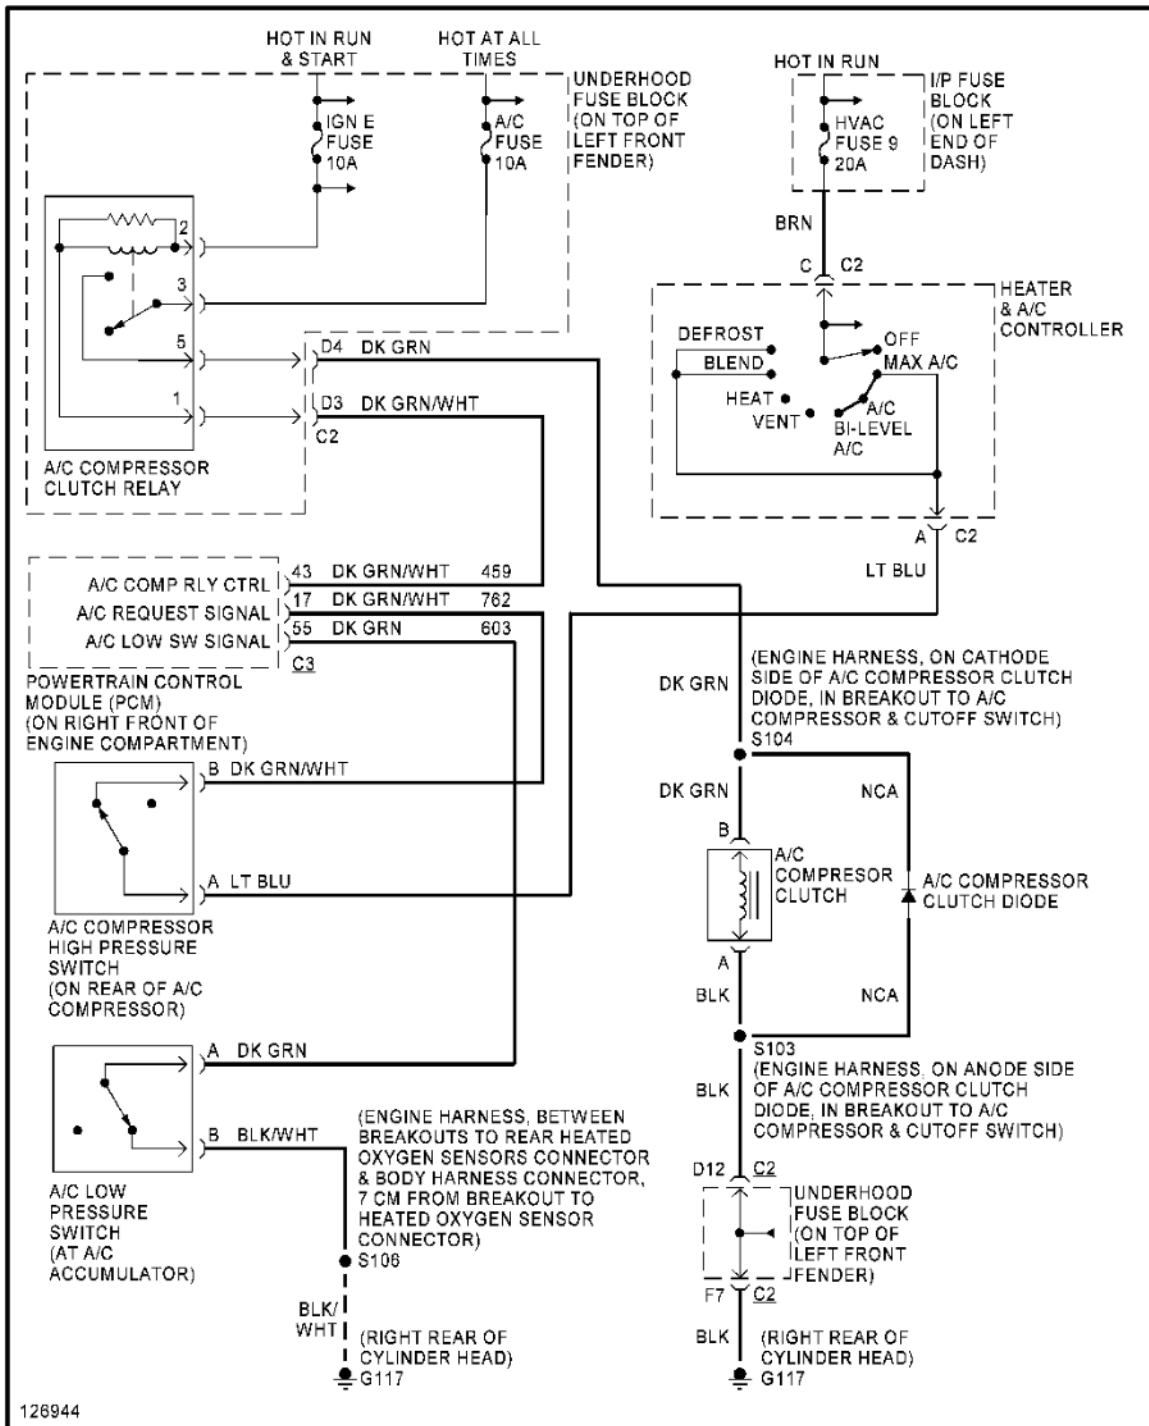 HOT IN RUN
& START
HOT AT ALL
TIMES
HOT IN RUN
UNDERHOOD
FUSE BLOCK
(ON TOP OF
LEFT FRONT
FENDER)
IGN E
FUSE
10A
A/C
FUSE
10A
HVAC
FUSE 9
20A
I/P FUSE
BLOCK
(ON LEFT
END OF
DASH)
BRN
C C2
2
3
5
1
D4 DK GRN
D3 DK GRN/WHT
C2
A/C COMPRESSOR
CLUTCH RELAY
HEATER
& A/C
CONTROLLER
DEFROST
BLEND
HEAT
VENT
OFF
MAX A/C
A/C
BI-LEVEL
A/C
A C2
LT BLU
A/C COMP RLY CTRL
43 DK GRN/WHT 459
A/C REQUEST SIGNAL
17 DK GRN/WHT 762
A/C LOW SW SIGNAL
55 DK GRN 603
C3
POWERTRAIN CONTROL
MODULE (PCM)
(ON RIGHT FRONT OF
ENGINE COMPARTMENT)
DK GRN
(ENGINE HARNESS, ON CATHODE
SIDE OF A/C COMPRESSOR CLUTCH
DIODE, IN BREAKOUT TO A/C
COMPRESSOR & CUTOFF SWITCH)
S104
B DK GRN/WHT
A LT BLU
A/C COMPRESSOR
HIGH PRESSURE
SWITCH
(ON REAR OF A/C
COMPRESSOR)
DK GRN
NCA
B
A/C
COMPRESOR
CLUTCH
A/C COMPRESSOR
CLUTCH DIODE
A
BLK
NCA
S103
(ENGINE HARNESS, ON ANODE SIDE
OF A/C COMPRESSOR CLUTCH
DIODE, IN BREAKOUT TO A/C
COMPRESSOR & CUTOFF SWITCH)
BLK
A DK GRN
B BLK/WHT
A/C LOW
PRESSURE
SWITCH
(AT A/C
ACCUMULATOR)
(ENGINE HARNESS, BETWEEN
BREAKOUTS TO REAR HEATED
OXYGEN SENSORS CONNECTOR
& BODY HARNESS CONNECTOR,
7 CM FROM BREAKOUT TO
HEATED OXYGEN SENSOR
CONNECTOR)
S106
BLK/
WHT
(RIGHT REAR OF
CYLINDER HEAD)
G117
D12 C2
UNDERHOOD
FUSE BLOCK
(ON TOP OF
LEFT FRONT
FENDER)
F7 C2
BLK
(RIGHT REAR OF
CYLINDER HEAD)
G117
126944